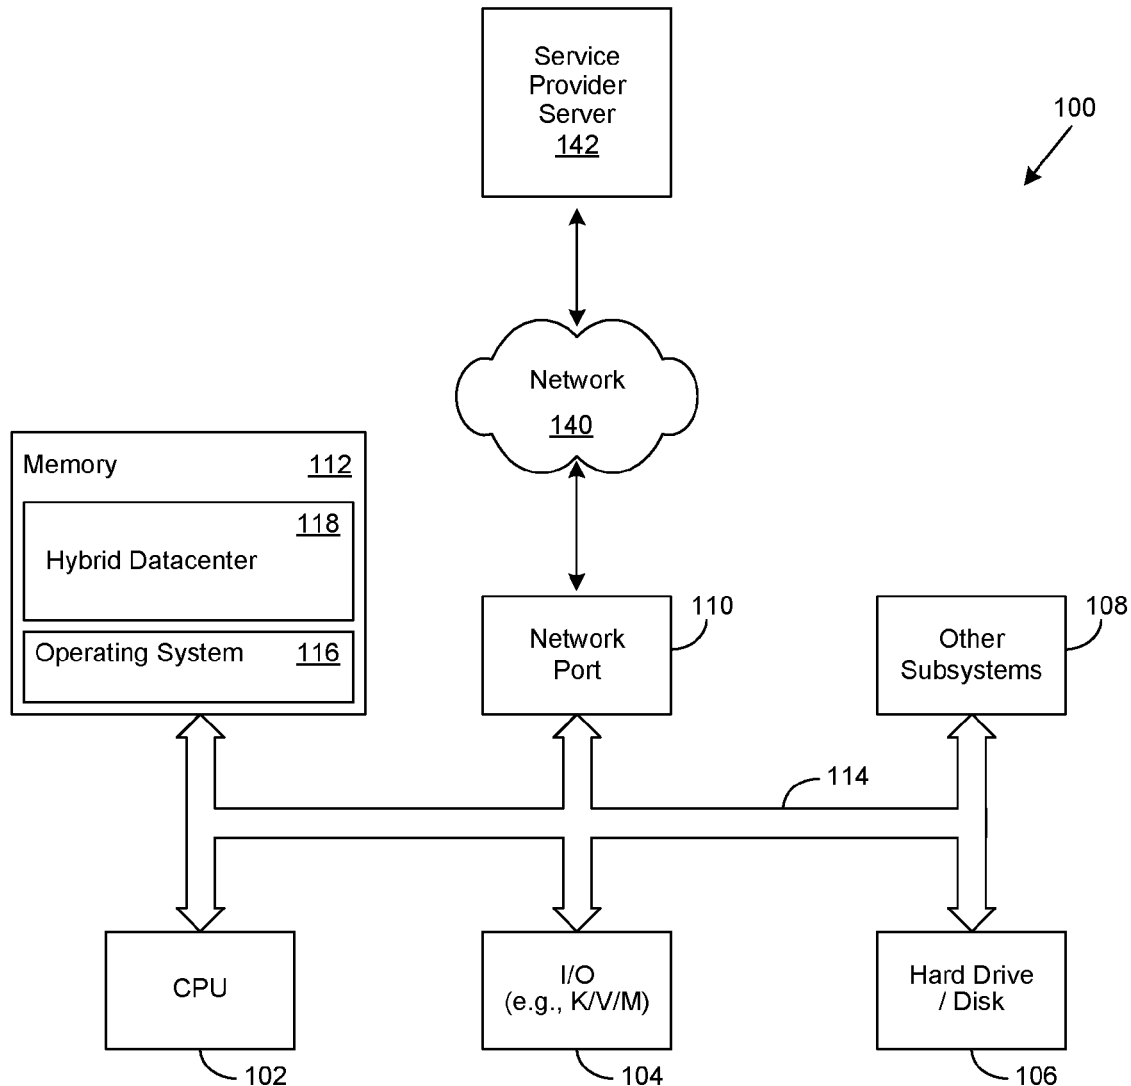 Service
Provider
Server
142
100
Network
140
Memory 112
118
Hybrid Datacenter
Operating System 116
Network
Port
110
Other
Subsystems
108
114
CPU
102
I/O
(e.g., K/V/M)
104
Hard Drive
/ Disk
106